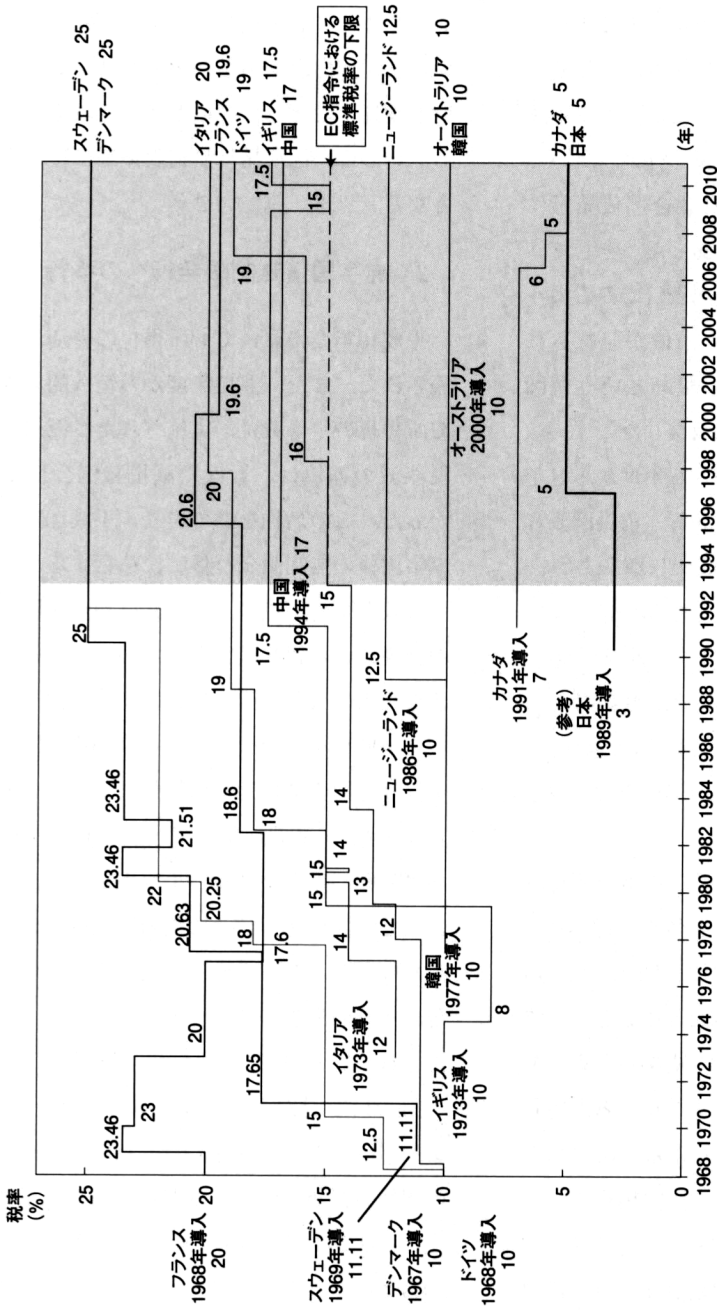 税率
(%)
25
20
15
10
5
0
フランス
1968年導入
20
スウェーデン
1969年導入
11.11
デンマーク
1967年導入
10
ドイツ
1968年導入
10
23.46
23
20
17.65
15
12.5
11.11
17.6
18
20.63
20.25
22
23.46
21.51
23.46
25
イタリア
1973年導入
12
イギリス
1973年導入
10
8
韓国
1977年導入
10
14
12
13
15
15
14
14
18
18.6
19
ニュージーランド
1986年導入
10
12.5
17.5
15
中国
1994年導入 17
カナダ
1991年導入
7
(参考)
日本
1989年導入
3
5
20.6
20
19.6
16
オーストラリア
2000年導入
10
19
15
17.5
6
5
スウェーデン 25
デンマーク 25
イタリア 20
フランス 19.6
ドイツ 19
イギリス 17.5
中国 17
EC指令における
標準税率の下限
ニュージーランド 12.5
オーストラリア 10
韓国 10
カナダ 5
日本 5
1968 1970 1972 1974 1976 1978 1980 1982 1984 1986 1988 1990 1992 1994 1996 1998 2000 2002 2004 2006 2008 2010 (年)